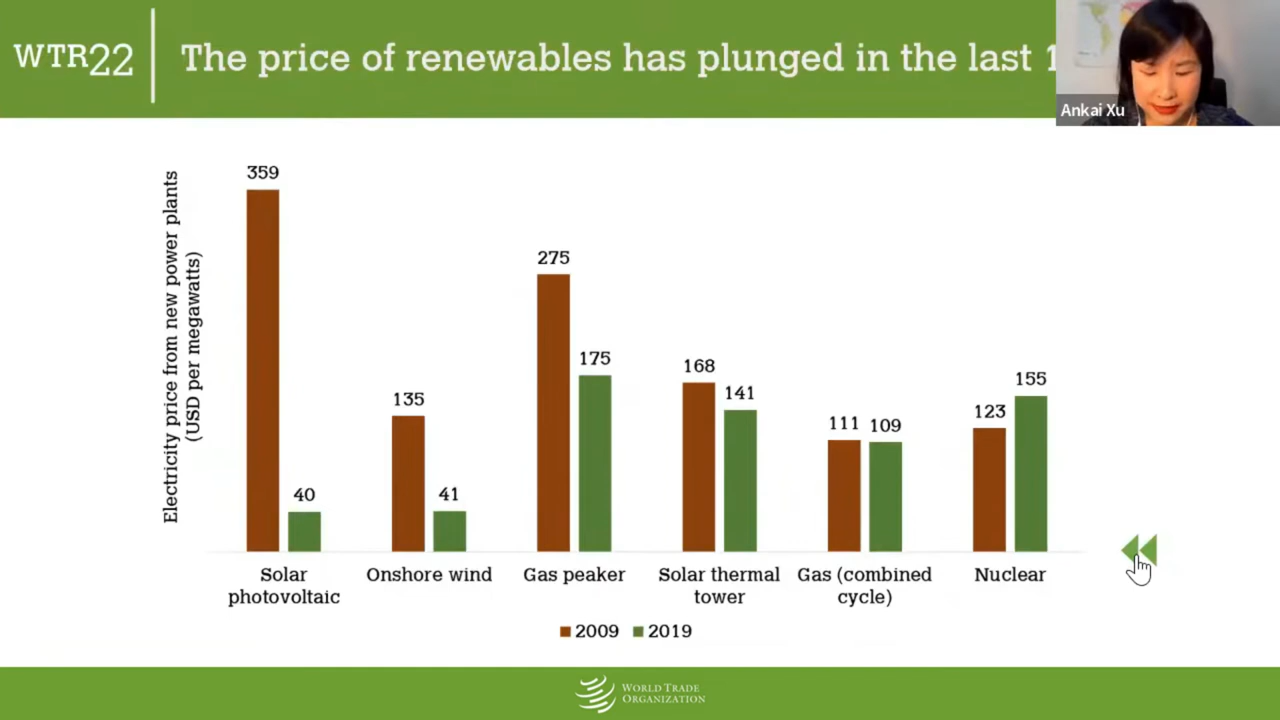 WTR22
The price of renewables has plunged in the last 1
Ankai Xu
Electricity price from new power plants
(USD per megawatts)
359
40
135
41
275
175
168
141
111
109
123
155
Solar
photovoltaic
Onshore wind
Gas peaker
Solar thermal
tower
Gas (combined
cycle)
Nuclear
2009 2019
WORLD TRADE
ORGANIZATION